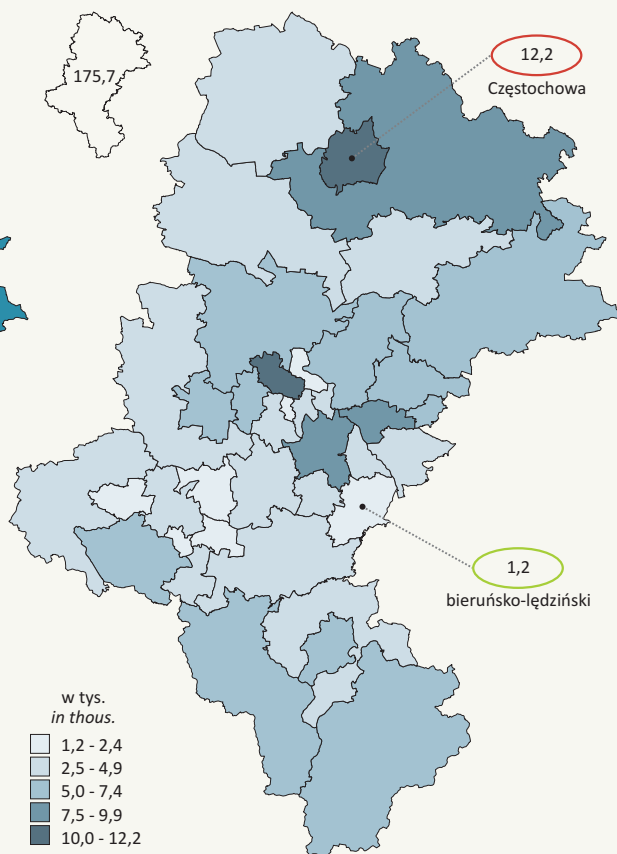 175,7
12,2
Częstochowa
1,2
bieruńsko-lędziński
w tys.
in thous.
1,2 - 2,4
2,5 - 4,9
5,0 - 7,4
7,5 - 9,9
10,0 - 12,2